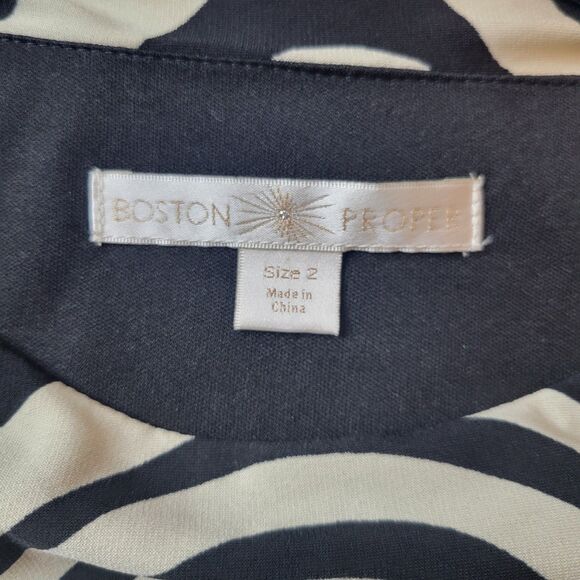 BOSTON PROPER
Size 2
Made in
China